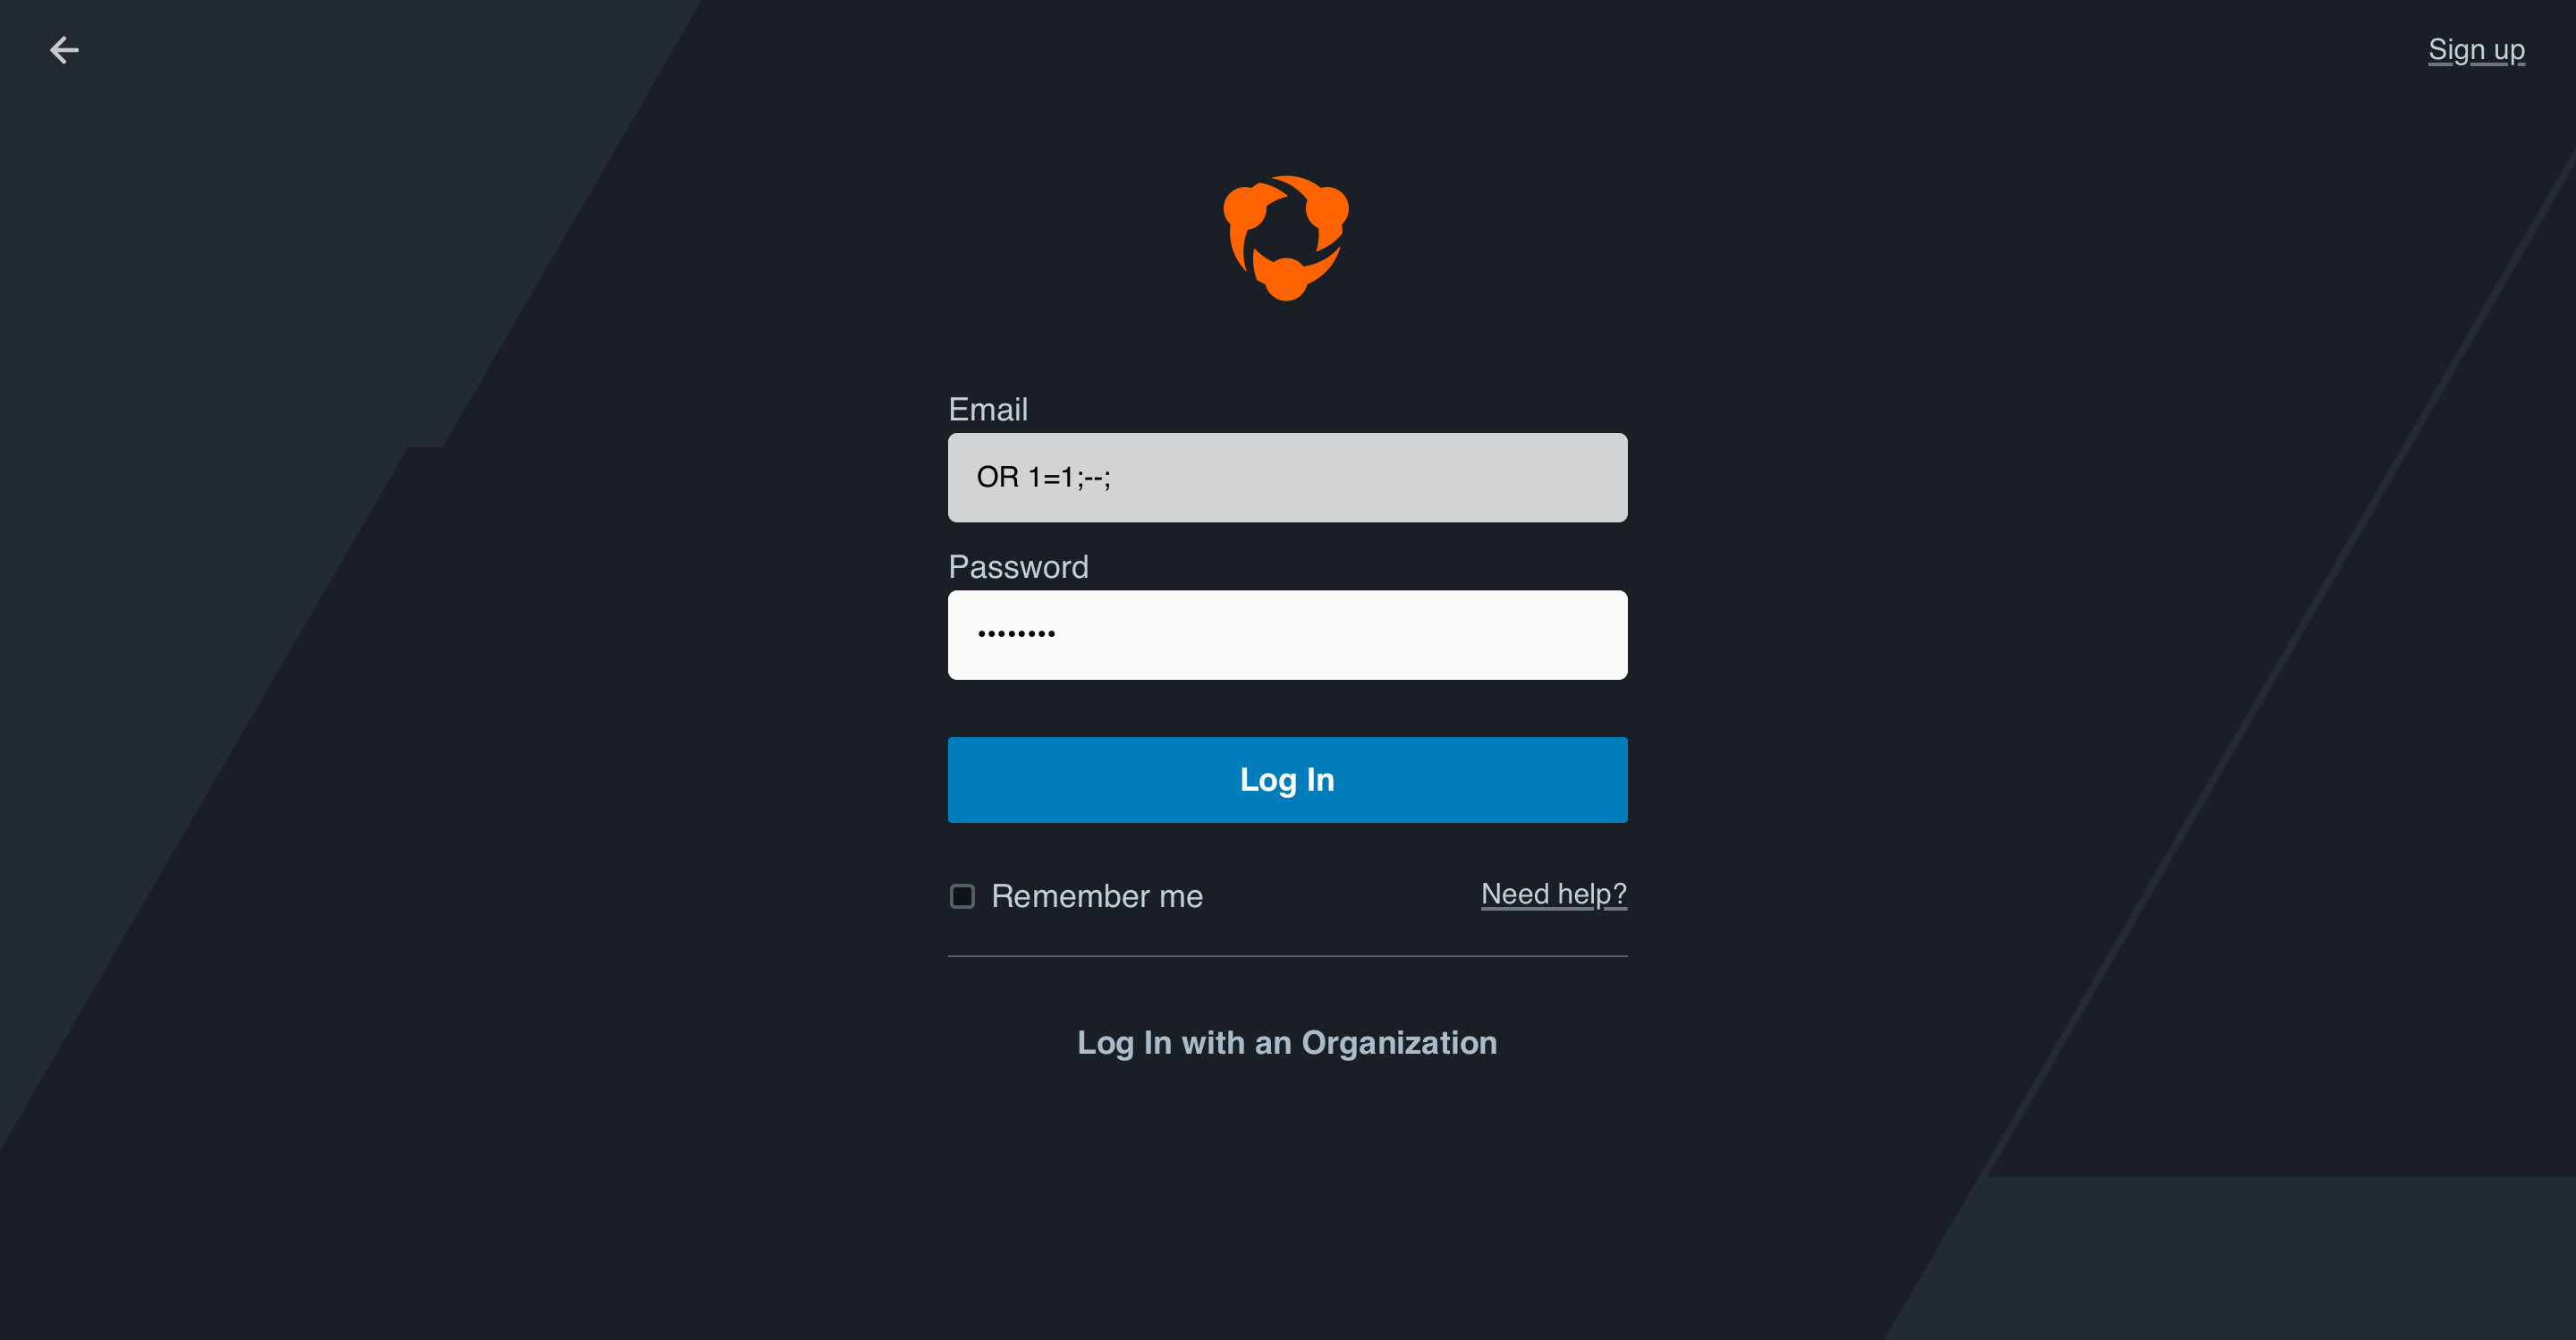 Sign up
Email
OR 1=1;--;
Password
••••••••
Log In
Remember me
Need help?
Log In with an Organization